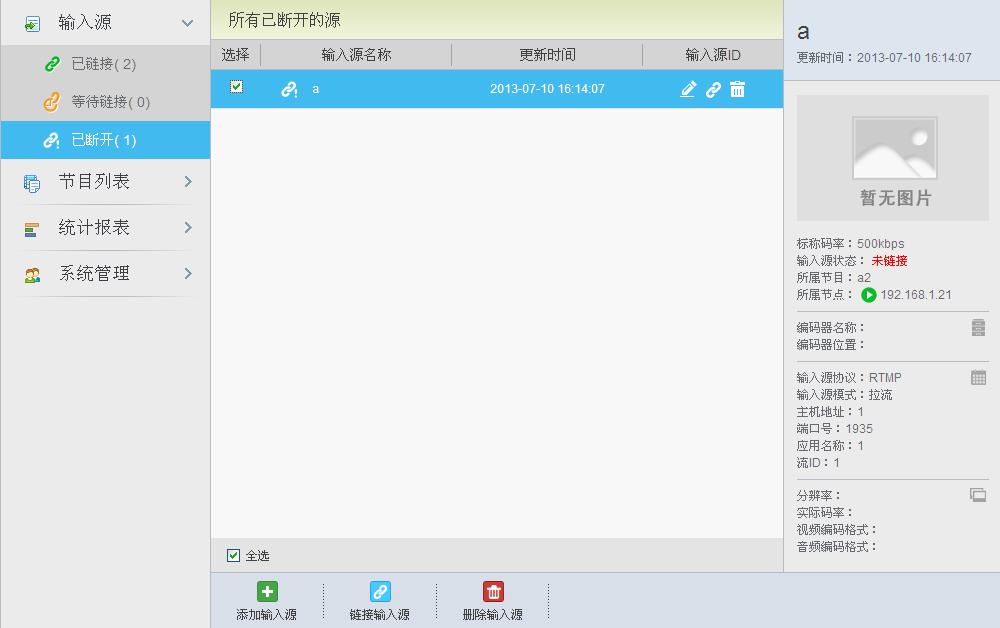 输入源
已链接( 2)
等待链接( 0)
已断开( 1)
节目列表
统计报表
系统管理
所有已断开的源
选择 输入源名称 更新时间 输入源ID
a 2013-07-10 16:14:07
全选
添加输入源 链接输入源 删除输入源
a
更新时间：2013-07-10 16:14:07
暂无图片
标称码率：500kbps
输入源状态：未链接
所属节目：a2
所属节点： 192.168.1.21
编码器名称：
编码器位置：
输入源协议：RTMP
输入源模式：拉流
主机地址：1
端口号：1935
应用名称：1
流ID：1
分辨率：
实际码率：
视频编码格式：
音频编码格式：